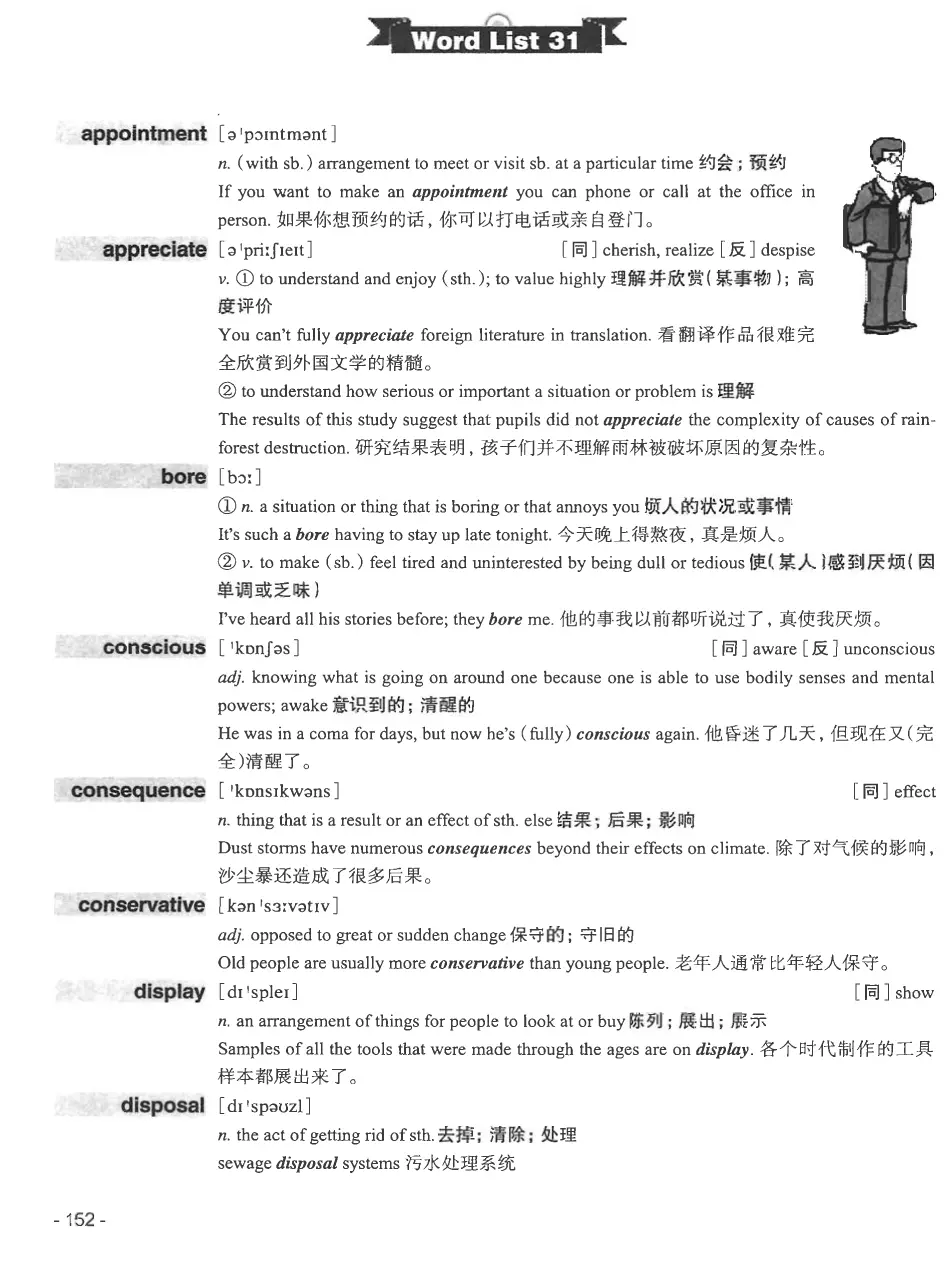 Word List 31
appointment [ə'pɔɪntmənt]
n. (with sb.) arrangement to meet or visit sb. at a particular time 约会；预约
If you want to make an appointment you can phone or call at the office in
person. 如果你想预约的话，你可以打电话或亲自登门。
appreciate [ə'priːʃɪeɪt] [同] cherish, realize [反] despise
v. ① to understand and enjoy (sth.); to value highly 理解并欣赏(某事物)；高
度评价
You can't fully appreciate foreign literature in translation. 看翻译作品很难完
全欣赏到外国文学的精髓。
② to understand how serious or important a situation or problem is 理解
The results of this study suggest that pupils did not appreciate the complexity of causes of rain-
forest destruction. 研究结果表明，孩子们并不理解雨林被破坏原因的复杂性。
bore [bɔː]
① n. a situation or thing that is boring or that annoys you 烦人的状况或事情
It's such a bore having to stay up late tonight. 今天晚上得熬夜，真是烦人。
② v. to make (sb.) feel tired and uninterested by being dull or tedious 使(某人)感到厌烦(因
单调或乏味)
I've heard all his stories before; they bore me. 他的事我以前都听说过了，真使我厌烦。
conscious ['kɒnʃəs] [同] aware [反] unconscious
adj. knowing what is going on around one because one is able to use bodily senses and mental
powers; awake 意识到的；清醒的
He was in a coma for days, but now he's (fully) conscious again. 他昏迷了几天，但现在又(完
全)清醒了。
consequence ['kɒnsɪkwəns] [同] effect
n. thing that is a result or an effect of sth. else 结果；后果；影响
Dust storms have numerous consequences beyond their effects on climate. 除了对气候的影响，
沙尘暴还造成了很多后果。
conservative [kən'sɜːvətɪv]
adj. opposed to great or sudden change 保守的；守旧的
Old people are usually more conservative than young people. 老年人通常比年轻人保守。
display [dɪ'spleɪ] [同] show
n. an arrangement of things for people to look at or buy 陈列；展出；展示
Samples of all the tools that were made through the ages are on display. 各个时代制作的工具
样本都展出来了。
disposal [dɪ'spəʊzl]
n. the act of getting rid of sth. 去掉；清除；处理
sewage disposal systems 污水处理系统
- 152 -